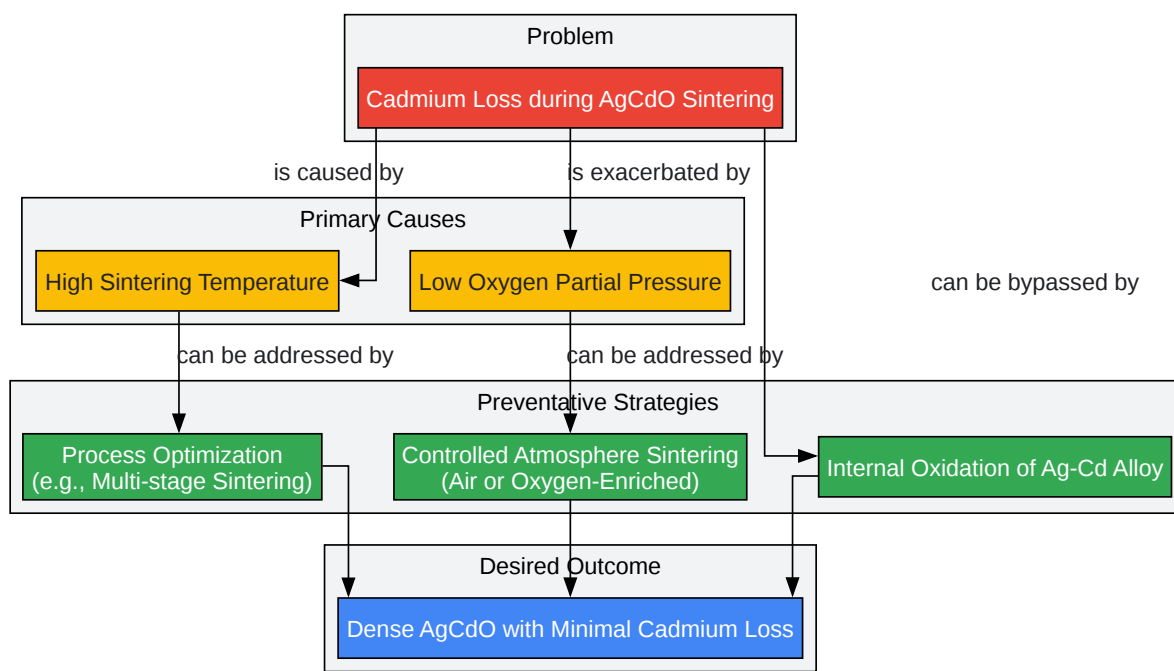 Problem
Cadmium Loss during AgCdO Sintering
is caused by
is exacerbated by
Primary Causes
High Sintering Temperature
Low Oxygen Partial Pressure
can be bypassed by
can be addressed by
can be addressed by
Preventative Strategies
Process Optimization
(e.g., Multi-stage Sintering)
Controlled Atmosphere Sintering
(Air or Oxygen-Enriched)
Internal Oxidation of Ag-Cd Alloy
Desired Outcome
Dense AgCdO with Minimal Cadmium Loss